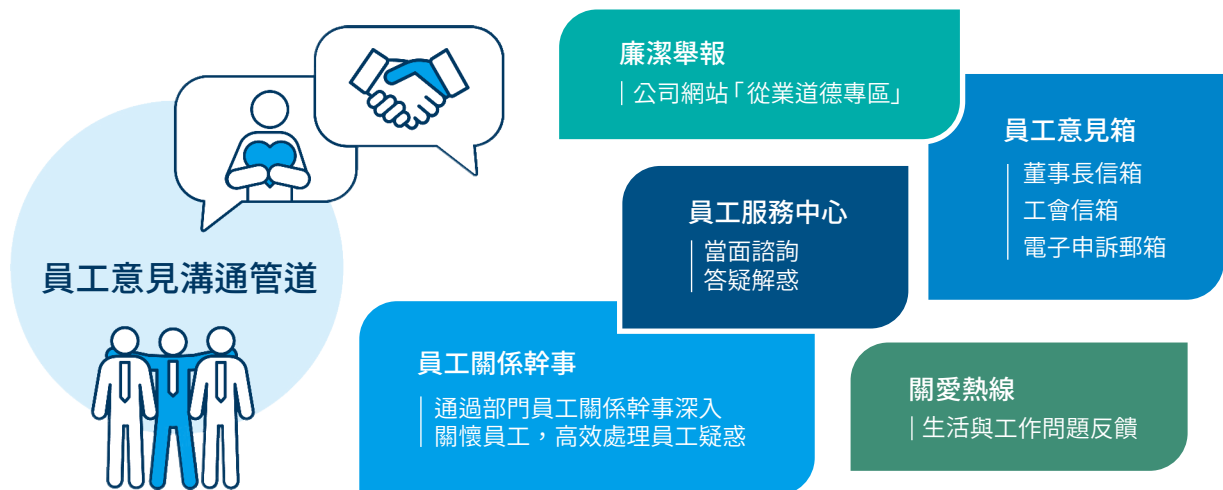 員工意見溝通管道
廉潔舉報
公司網站「從業道德專區」
員工意見箱
董事長信箱
工會信箱
電子申訴郵箱
員工服務中心
當面諮詢
答疑解惑
員工關係幹事
通過部門員工關係幹事深入
關懷員工，高效處理員工疑惑
關愛熱線
生活與工作問題反饋